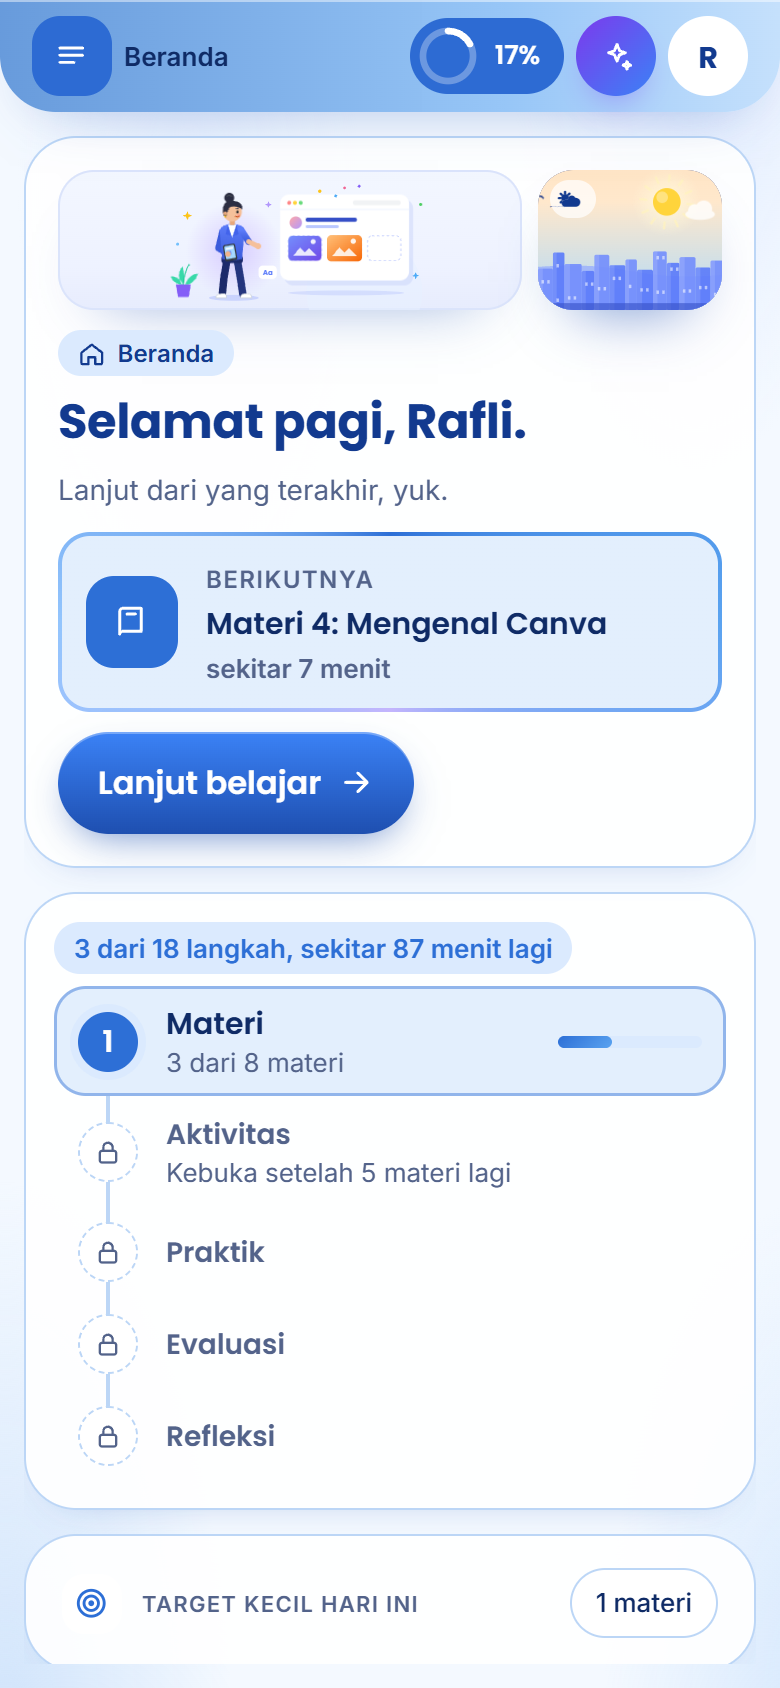 Beranda
17%
R
Aa
Beranda
Selamat pagi, Rafli.
Lanjut dari yang terakhir, yuk.
BERIKUTNYA
Materi 4: Mengenal Canva
sekitar 7 menit
Lanjut belajar
3 dari 18 langkah, sekitar 87 menit lagi
1
Materi
3 dari 8 materi
Aktivitas
Kebuka setelah 5 materi lagi
Praktik
Evaluasi
Refleksi
TARGET KECIL HARI INI
1 materi